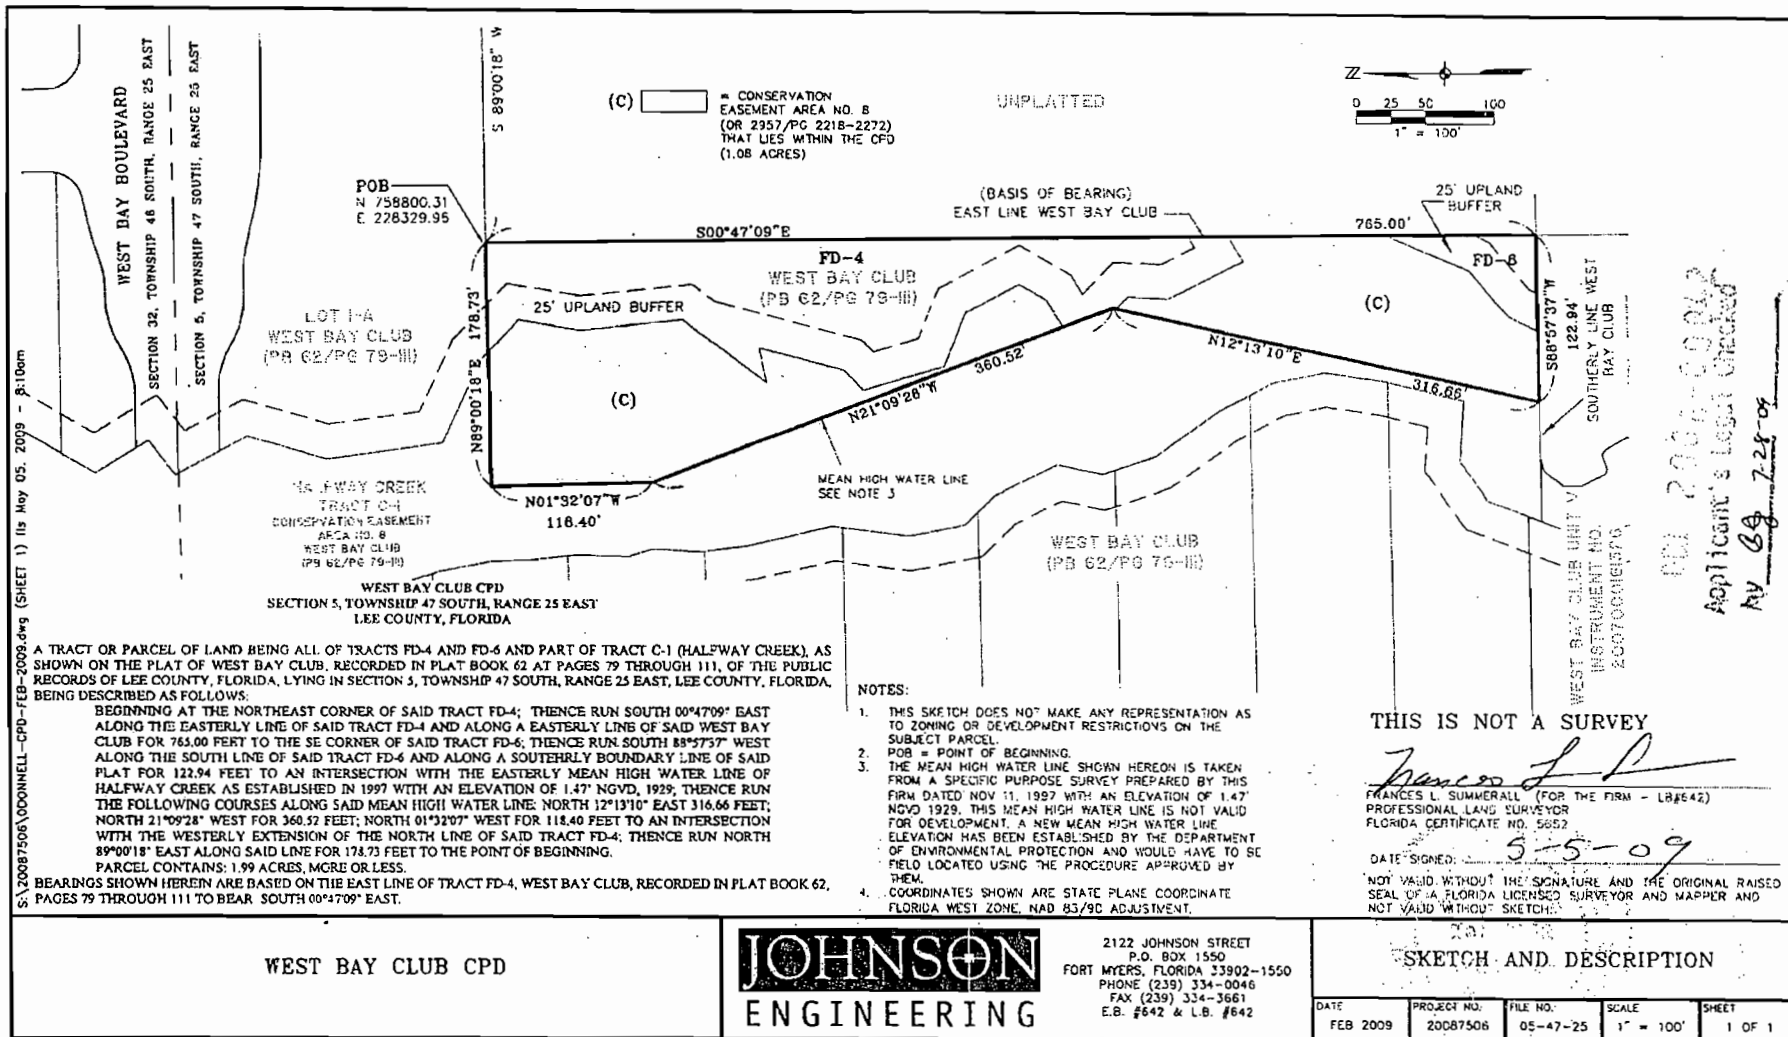 S 89°00'18" W
WEST BAY BOULEVARD
SECTION 32, TOWNSHIP 46 SOUTH, RANGE 25 EAST
SECTION 5, TOWNSHIP 47 SOUTH, RANGE 25 EAST
(C)
= CONSERVATION
EASEMENT AREA NO. 8
(OR 2957/PG 2218-2272)
THAT LIES WITHIN THE CPD
(1.08 ACRES)
UNPLATTED
Z
0 25 50 100
1" = 100'
POB
N 758800.31
E 228329.95
(BASIS OF BEARING)
EAST LINE WEST BAY CLUB
25' UPLAND
BUFFER
S00°47'09"E
765.00'
FD-4
WEST BAY CLUB
(PB 62/PG 79-111)
FD-6
(C)
LOT 1-A
WEST BAY CLUB
(PB 62/PG 79-111)
25' UPLAND BUFFER
N89°00'18"E 178.73'
(C)
N21°09'28"W 360.52'
N12°13'10"E
316.66'
S88°57'37"W
122.94'
SOUTHERLY LINE WEST
BAY CLUB
MEAN HIGH WATER LINE
SEE NOTE 3
N01°32'07"W
118.40'
HALFWAY CREEK
TRACT C-1
CONSERVATION EASEMENT
AREA NO. 8
WEST BAY CLUB
(PB 62/PG 79-111)
WEST BAY CLUB
(PB 62/PG 79-111)
WEST BAY CLUB UNIT V
INSTRUMENT NO.
Applicant's Legal Checked
by 7-28-09
WEST BAY CLUB CPD
SECTION 5, TOWNSHIP 47 SOUTH, RANGE 25 EAST
LEE COUNTY, FLORIDA
S:\20087506\ODONNELL-CPD-FEB-2009.dwg (SHEET 1) lls May 05, 2009 - 8:10am
A TRACT OR PARCEL OF LAND BEING ALL OF TRACTS FD-4 AND FD-6 AND PART OF TRACT C-1 (HALFWAY CREEK), AS
SHOWN ON THE PLAT OF WEST BAY CLUB, RECORDED IN PLAT BOOK 62 AT PAGES 79 THROUGH 111, OF THE PUBLIC
RECORDS OF LEE COUNTY, FLORIDA, LYING IN SECTION 5, TOWNSHIP 47 SOUTH, RANGE 25 EAST, LEE COUNTY, FLORIDA,
BEING DESCRIBED AS FOLLOWS:
BEGINNING AT THE NORTHEAST CORNER OF SAID TRACT FD-4; THENCE RUN SOUTH 00°47'09" EAST
ALONG THE EASTERLY LINE OF SAID TRACT FD-4 AND ALONG A EASTERLY LINE OF SAID WEST BAY
CLUB FOR 765.00 FEET TO THE SE CORNER OF SAID TRACT FD-6; THENCE RUN SOUTH 88°57'37" WEST
ALONG THE SOUTH LINE OF SAID TRACT FD-6 AND ALONG A SOUTHERLY BOUNDARY LINE OF SAID
PLAT FOR 122.94 FEET TO AN INTERSECTION WITH THE EASTERLY MEAN HIGH WATER LINE OF
HALFWAY CREEK AS ESTABLISHED IN 1997 WITH AN ELEVATION OF 1.47' NGVD, 1929; THENCE RUN
THE FOLLOWING COURSES ALONG SAID MEAN HIGH WATER LINE: NORTH 12°13'10" EAST 316.66 FEET;
NORTH 21°09'28" WEST FOR 360.52 FEET; NORTH 01°32'07" WEST FOR 118.40 FEET TO AN INTERSECTION
WITH THE WESTERLY EXTENSION OF THE NORTH LINE OF SAID TRACT FD-4; THENCE RUN NORTH
89°00'18" EAST ALONG SAID LINE FOR 178.73 FEET TO THE POINT OF BEGINNING.
PARCEL CONTAINS: 1.99 ACRES, MORE OR LESS.
BEARINGS SHOWN HEREIN ARE BASED ON THE EAST LINE OF TRACT FD-4, WEST BAY CLUB, RECORDED IN PLAT BOOK 62,
PAGES 79 THROUGH 111 TO BEAR SOUTH 00°47'09" EAST.
NOTES:
1. THIS SKETCH DOES NOT MAKE ANY REPRESENTATION AS
TO ZONING OR DEVELOPMENT RESTRICTIONS ON THE
SUBJECT PARCEL.
2. POB = POINT OF BEGINNING.
3. THE MEAN HIGH WATER LINE SHOWN HEREON IS TAKEN
FROM A SPECIFIC PURPOSE SURVEY PREPARED BY THIS
FIRM DATED NOV 11, 1997 WITH AN ELEVATION OF 1.47'
NGVD 1929. THIS MEAN HIGH WATER LINE IS NOT VALID
FOR DEVELOPMENT. A NEW MEAN HIGH WATER LINE
ELEVATION HAS BEEN ESTABLISHED BY THE DEPARTMENT
OF ENVIRONMENTAL PROTECTION AND WOULD HAVE TO BE
FIELD LOCATED USING THE PROCEDURE APPROVED BY
THEM.
4. COORDINATES SHOWN ARE STATE PLANE COORDINATE
FLORIDA WEST ZONE, NAD 83/90 ADJUSTMENT.
THIS IS NOT A SURVEY
FRANCES L. SUMMERALL (FOR THE FIRM - LB#642)
PROFESSIONAL LAND SURVEYOR
FLORIDA CERTIFICATE NO. 5652
DATE SIGNED: 5-5-09
NOT VALID WITHOUT THE SIGNATURE AND THE ORIGINAL RAISED
SEAL OF A FLORIDA LICENSED SURVEYOR AND MAPPER AND
NOT VALID WITHOUT SKETCH.
WEST BAY CLUB CPD
JOHNSON
ENGINEERING
2122 JOHNSON STREET
P.O. BOX 1550
FORT MYERS, FLORIDA 33902-1550
PHONE (239) 334-0046
FAX (239) 334-3661
E.B. #642 & L.B. #642
SKETCH AND DESCRIPTION
DATE PROJECT NO. FILE NO. SCALE SHEET
FEB 2009 20087506 05-47-25 1" = 100' 1 OF 1